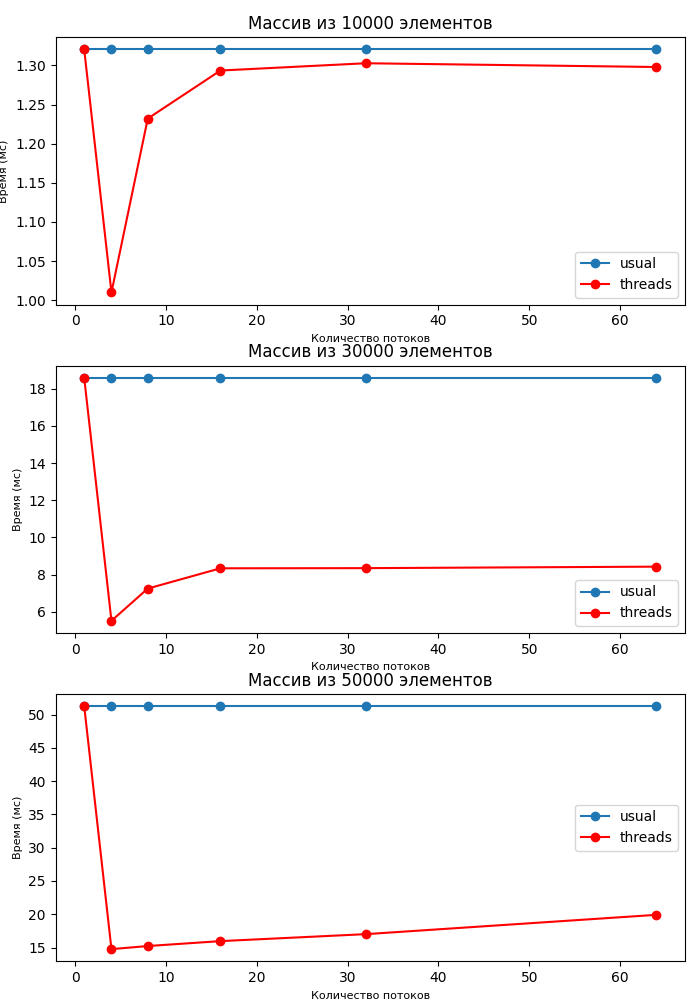 Массив из 10000 элементов
1.30
1.25
1.20
1.15
1.10
1.05
1.00
Время (мс)
usual
threads
0 10 20 30 40 50 60
Количество потоков
Массив из 30000 элементов
18
16
14
12
10
8
6
Время (мс)
usual
threads
0 10 20 30 40 50 60
Количество потоков
Массив из 50000 элементов
50
45
40
35
30
25
20
15
Время (мс)
usual
threads
0 10 20 30 40 50 60
Количество потоков